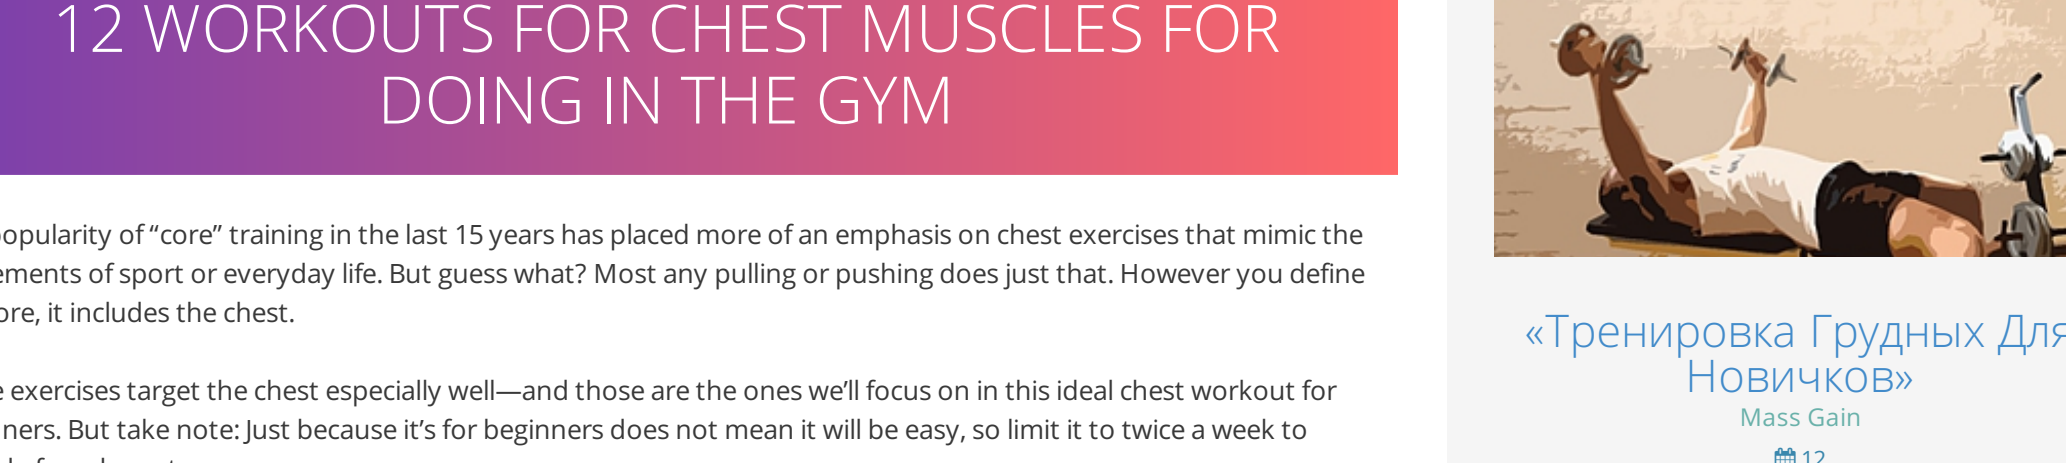 12 WORKOUTS FOR CHEST MUSCLES FOR
DOING IN THE GYM
popularity of “core” training in the last 15 years has placed more of an emphasis on chest exercises that mimic the
ements of sport or everyday life. But guess what? Most any pulling or pushing does just that. However you define
ore, it includes the chest.
e exercises target the chest especially well—and those are the ones we’ll focus on in this ideal chest workout for
ners. But take note: Just because it’s for beginners does not mean it will be easy, so limit it to twice a week to
«Тренировка Грудных Для
Новичков»
Mass Gain
12